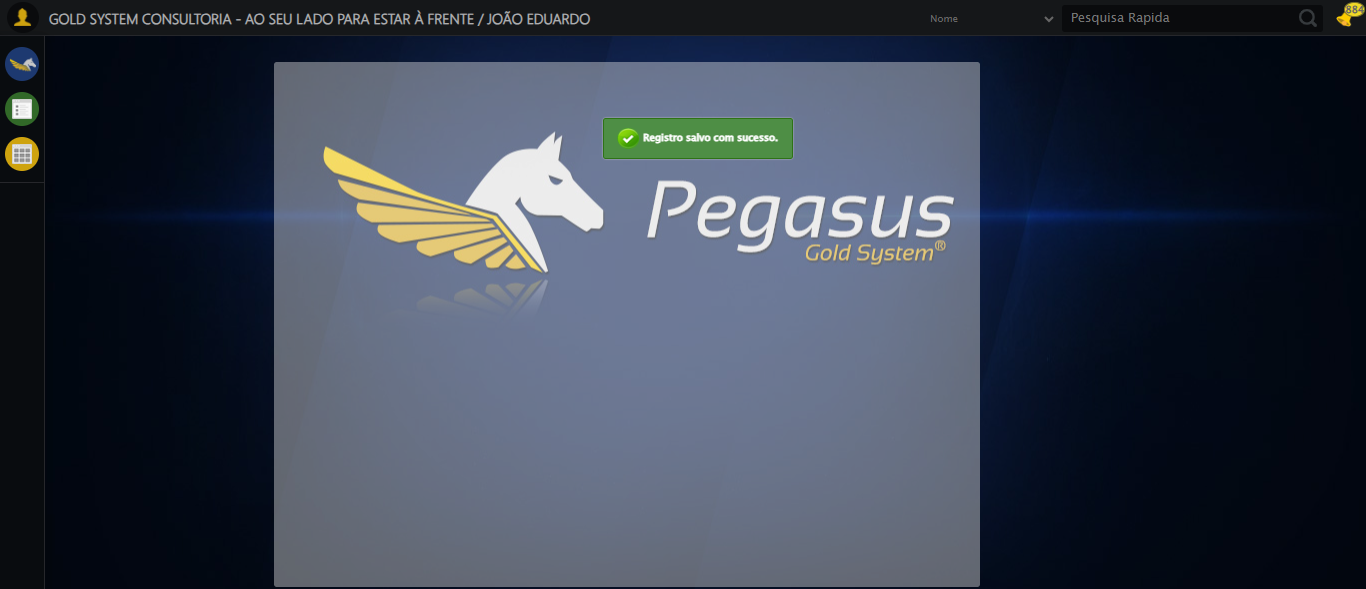 GOLD SYSTEM CONSULTORIA - AO SEU LADO PARA ESTAR À FRENTE / JOÃO EDUARDO
Nome
Pesquisa Rapida
884
Registro salvo com sucesso.
Pegasus
Gold System®